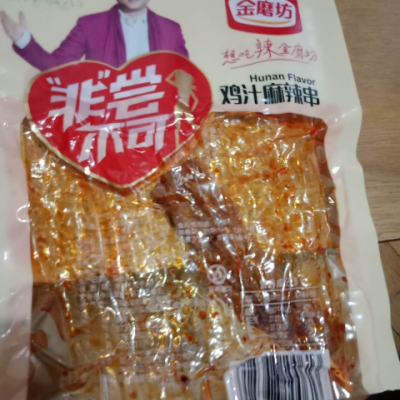 金磨坊
想吃辣金磨坊
Hunan Flavor
鸡汁麻辣串
"非"尝
不可